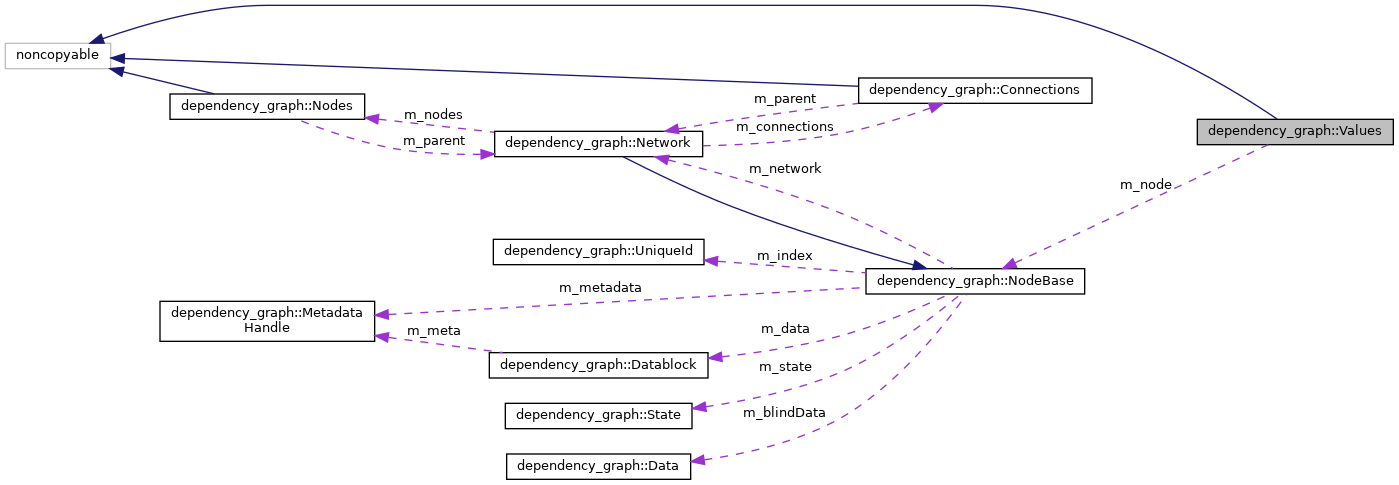 noncopyable
dependency_graph::Connections
dependency_graph::Nodes
m_parent
m_nodes
m_connections
dependency_graph::Values
m_parent
dependency_graph::Network
m_network
m_node
dependency_graph::UniqueId
m_index
dependency_graph::NodeBase
m_metadata
dependency_graph::Metadata
Handle
m_meta
m_data
dependency_graph::Datablock
m_state
dependency_graph::State
m_blindData
dependency_graph::Data